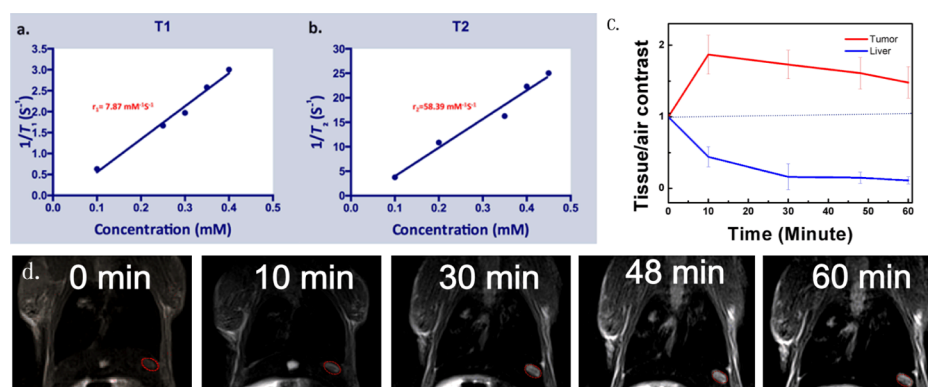 a.
T1
1/T₁ (S⁻¹)
3.5
3.0
2.5
2.0
1.5
1.0
0.5
0.0
r₁= 7.87 mM⁻¹S⁻¹
0.0 0.1 0.2 0.3 0.4 0.5
Concentration (mM)
b.
T2
1/T₂ (S⁻¹)
30
25
20
15
10
5
0
r₂=58.39 mM⁻¹S⁻¹
0.0 0.1 0.2 0.3 0.4 0.5
Concentration (mM)
c.
Tissue/air contrast
2
1
0
Tumor
Liver
0 10 20 30 40 50 60
Time (Minute)
d.
0 min
10 min
30 min
48 min
60 min